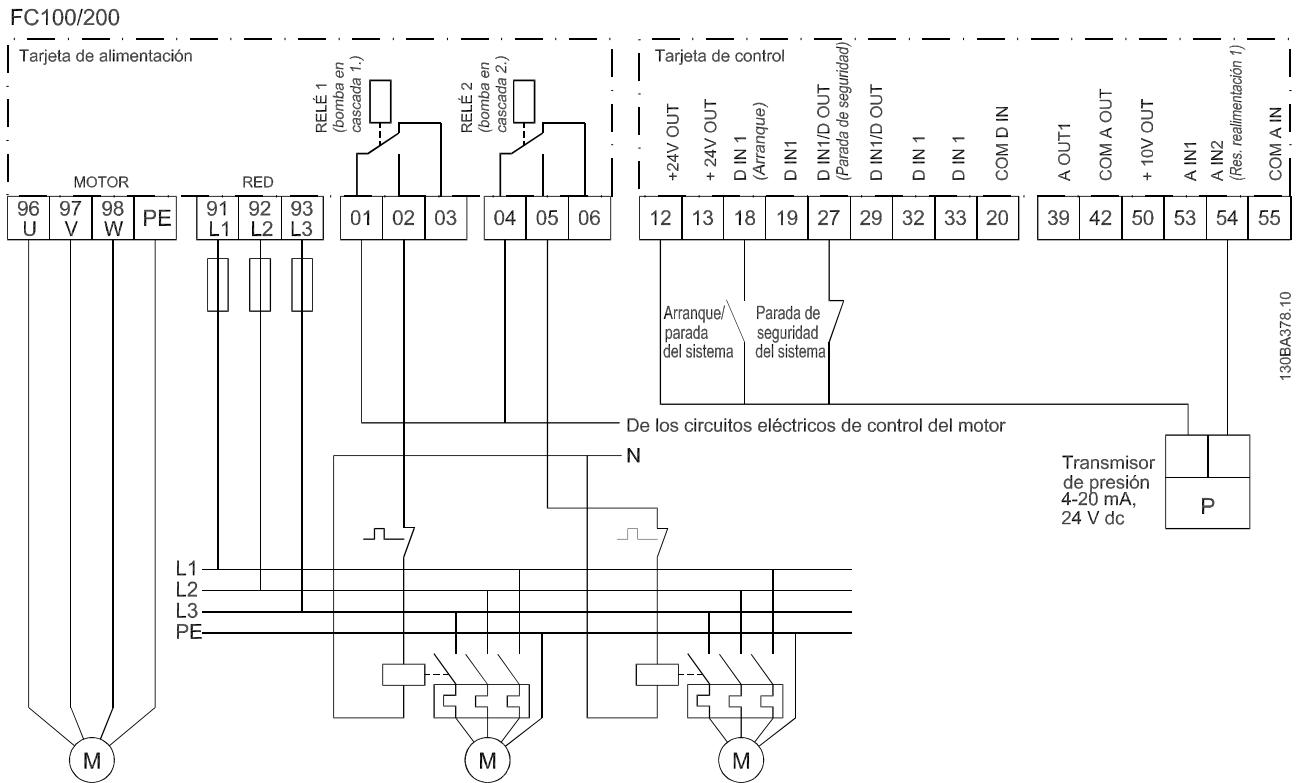 FC100/200
Tarjeta de alimentación
RELÉ 1
(bomba en
cascada 1.)
RELÉ 2
(bomba en
cascada 2.)
MOTOR
RED
96 97 98 PE
U V W
91 92 93
L1 L2 L3
01 02 03
04 05 06
Tarjeta de control
+24V OUT
+ 24V OUT
D IN 1
(Arranque)
D IN1
D IN1/D OUT
(Parada de seguridad)
D IN1/D OUT
D IN 1
D IN 1
COM D IN
A OUT1
COM A OUT
+ 10V OUT
A IN1
A IN2
(Res. realimentación 1)
COM A IN
12 13 18 19 27 29 32 33 20
39 42 50 53 54 55
Arranque/
parada
del sistema
Parada de
seguridad
del sistema
130BA378.10
De los circuitos eléctricos de control del motor
N
Transmisor
de presión
4-20 mA,
24 V dc
P
L1
L2
L3
PE
M
M
M